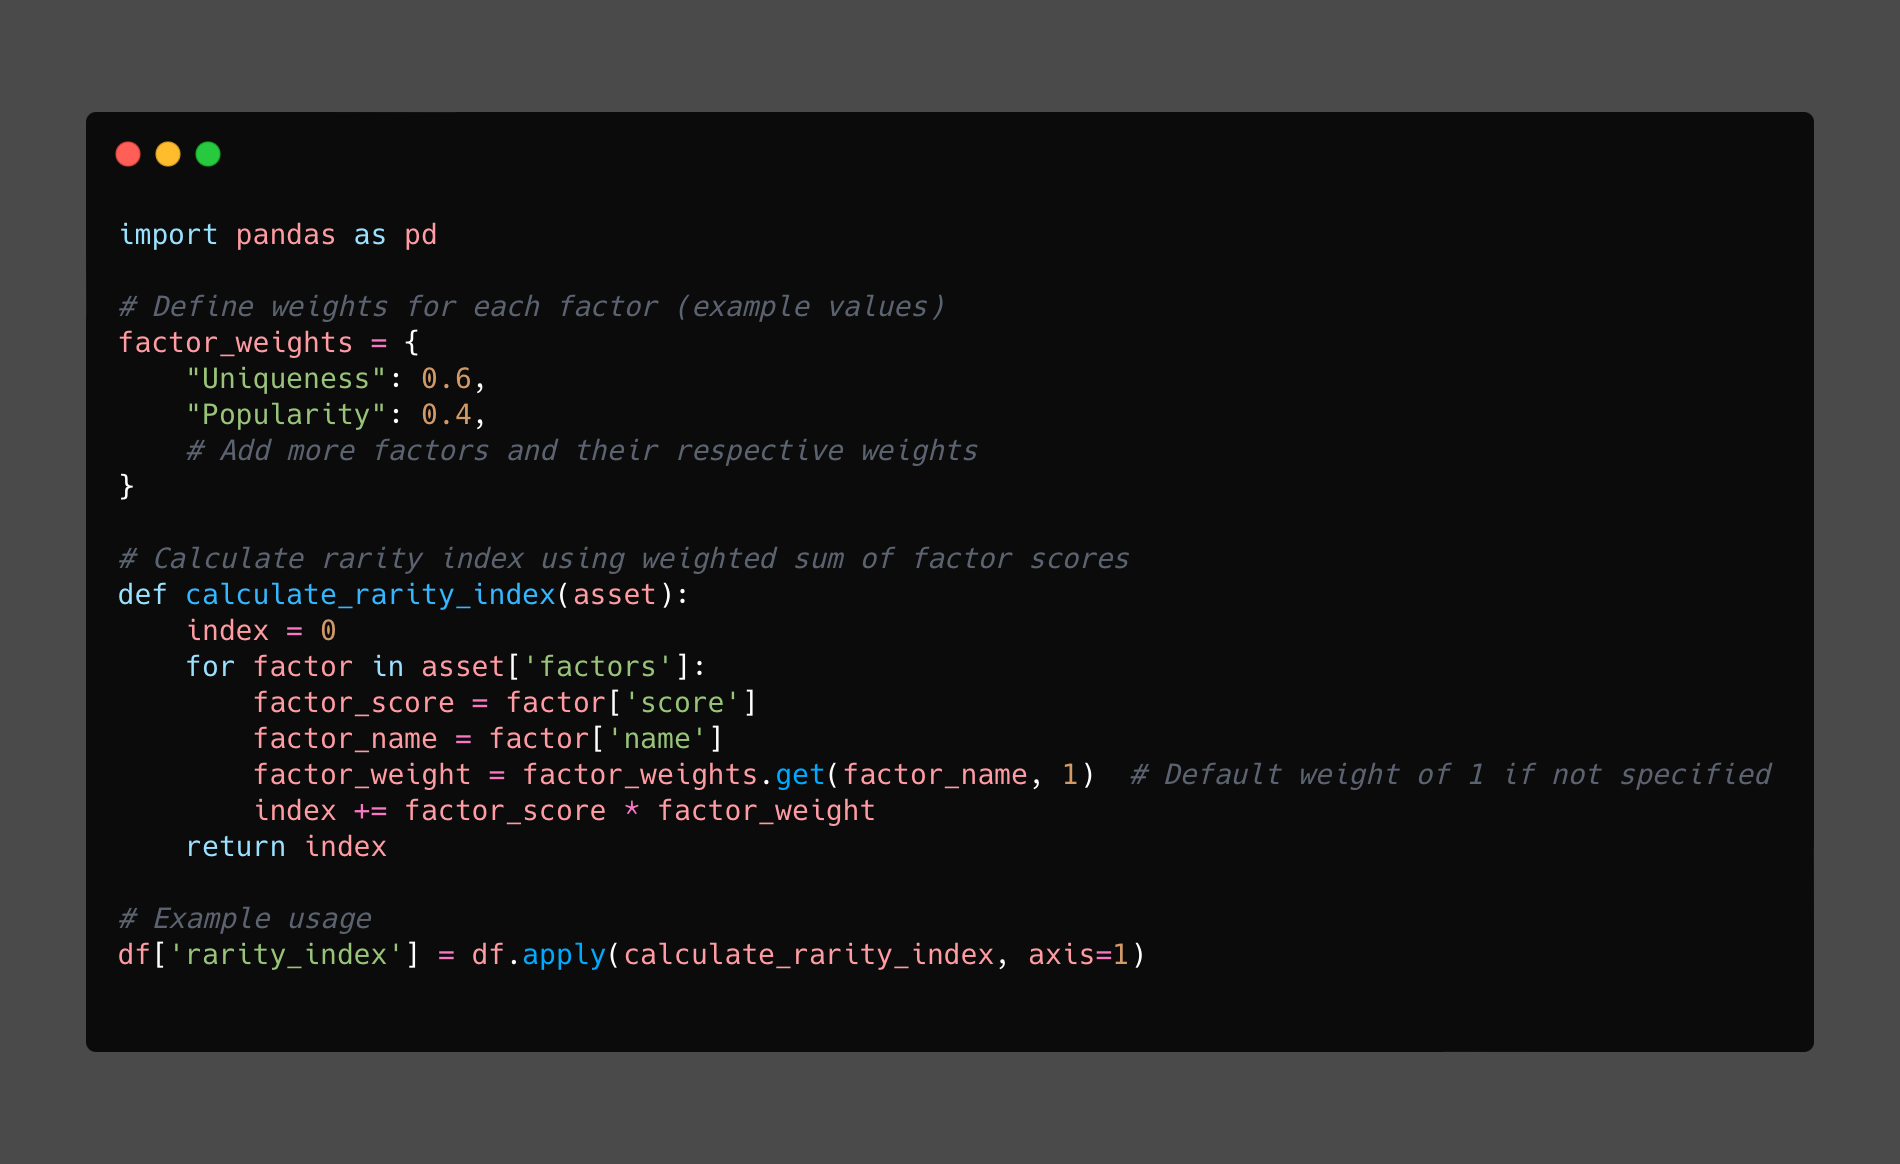 import pandas as pd

# Define weights for each factor (example values)
factor_weights = {
    "Uniqueness": 0.6,
    "Popularity": 0.4,
    # Add more factors and their respective weights
}

# Calculate rarity index using weighted sum of factor scores
def calculate_rarity_index(asset):
    index = 0
    for factor in asset['factors']:
        factor_score = factor['score']
        factor_name = factor['name']
        factor_weight = factor_weights.get(factor_name, 1)  # Default weight of 1 if not specified
        index += factor_score * factor_weight
    return index

# Example usage
df['rarity_index'] = df.apply(calculate_rarity_index, axis=1)